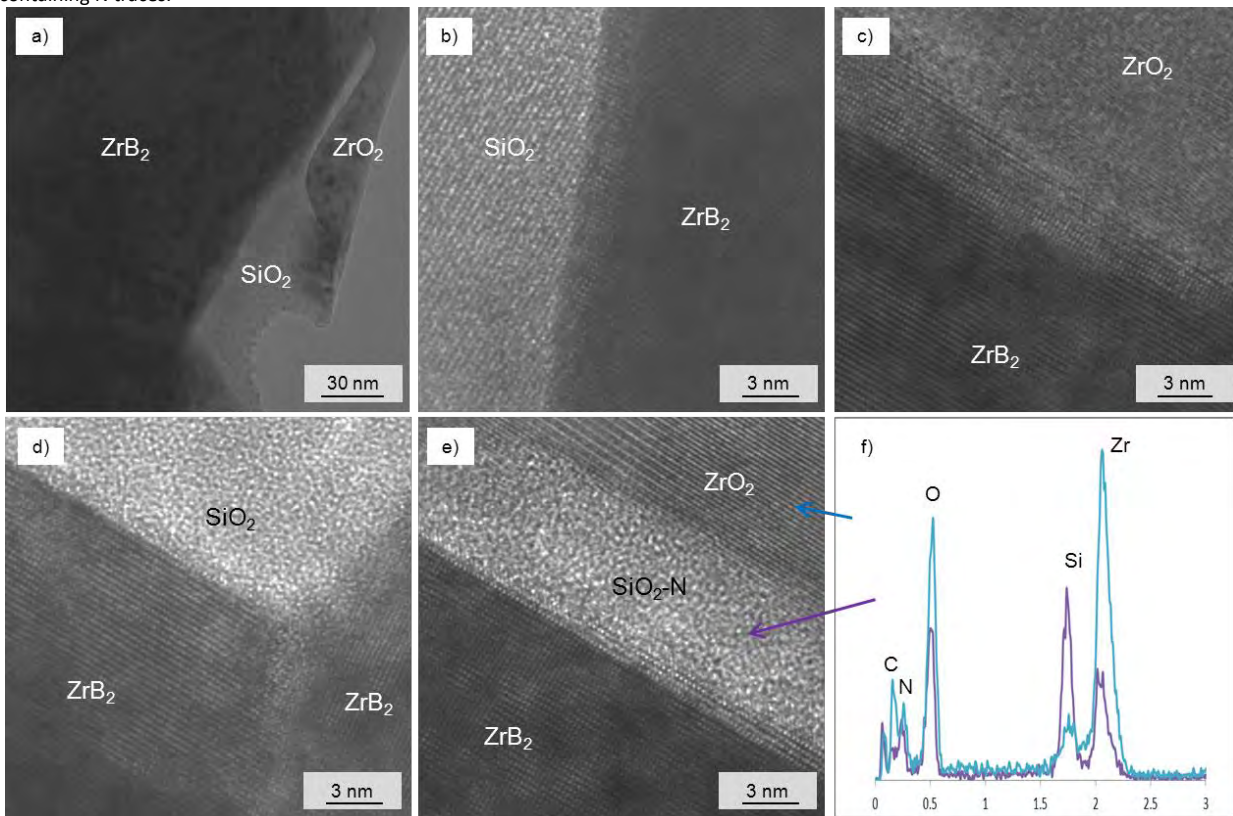 containing N traces.
a)
ZrB₂
ZrO₂
SiO₂
30 nm
b)
SiO₂
ZrB₂
3 nm
c)
ZrO₂
ZrB₂
3 nm
d)
SiO₂
ZrB₂
ZrB₂
3 nm
e)
ZrO₂
SiO₂-N
ZrB₂
3 nm
f)
C
N
O
Si
Zr
0 0.5 1 1.5 2 2.5 3